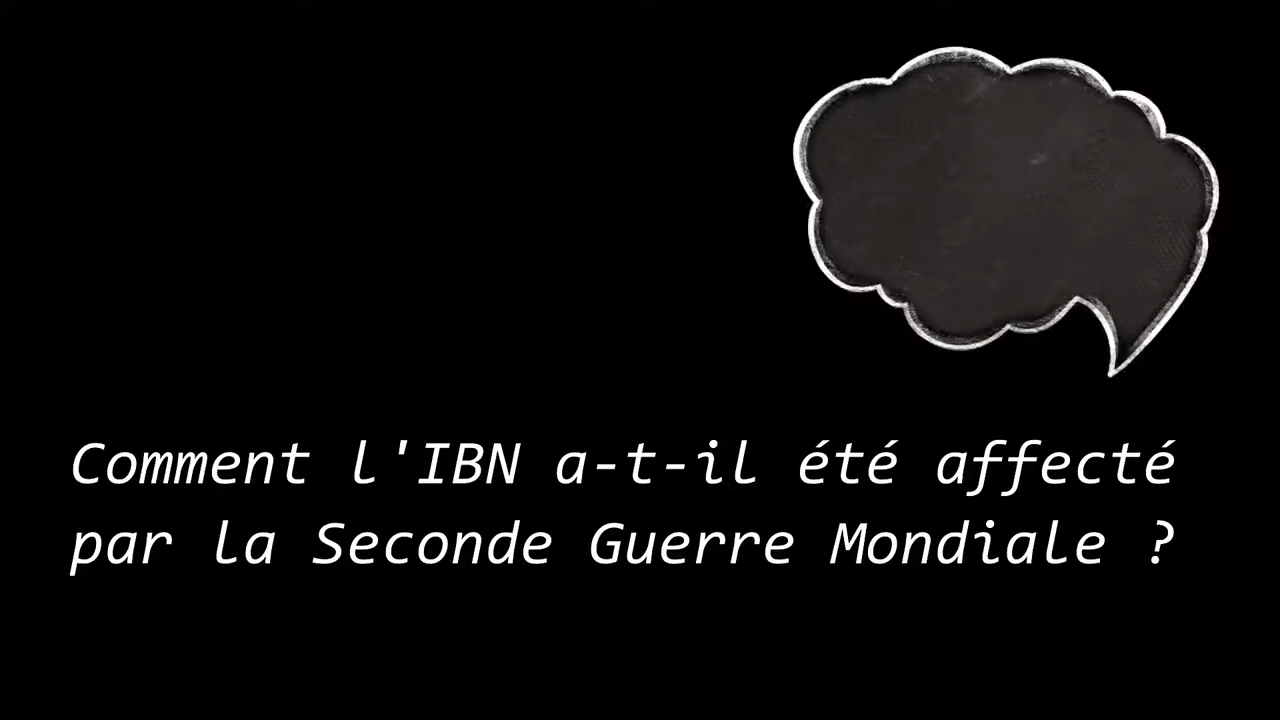 Comment l'IBN a-t-il été affecté
par la Seconde Guerre Mondiale ?